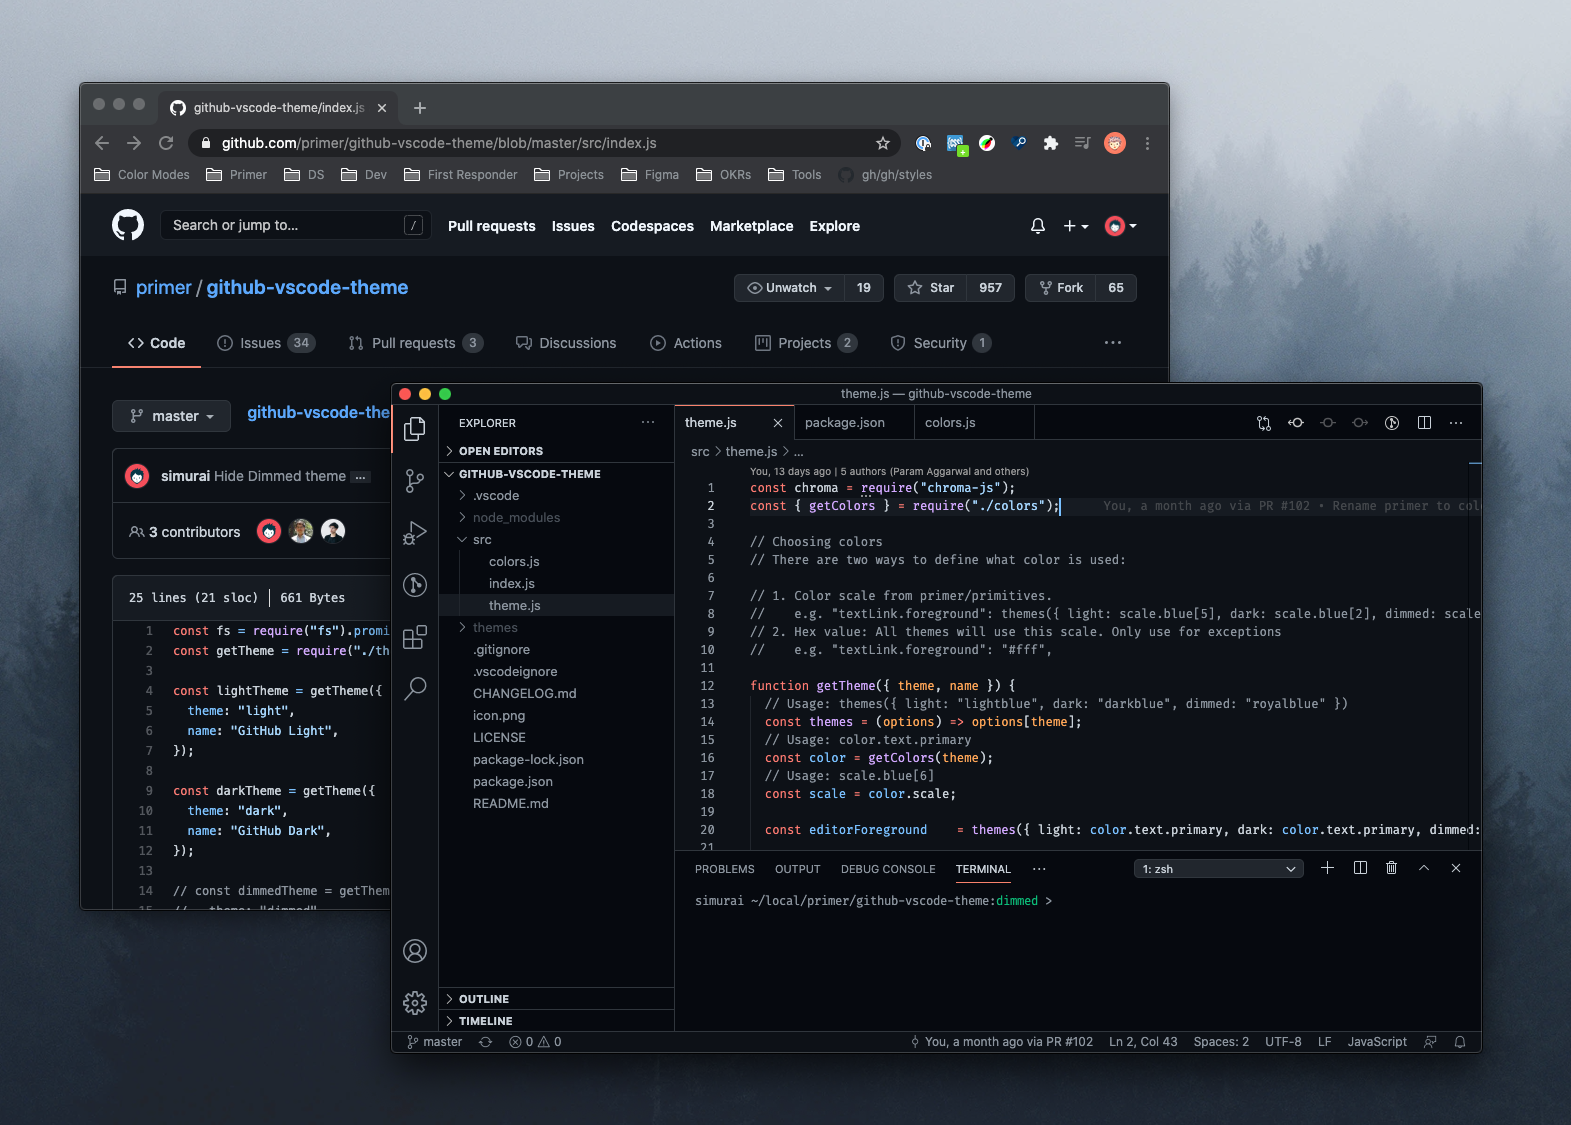 github-vscode-theme/index.js
github.com/primer/github-vscode-theme/blob/master/src/index.js
Color Modes Primer DS Dev First Responder Projects Figma OKRs Tools gh/gh/styles
Search or jump to... / Pull requests Issues Codespaces Marketplace Explore
primer / github-vscode-theme Unwatch 19 Star 957 Fork 65
Code Issues 34 Pull requests 3 Discussions Actions Projects 2 Security 1 ...
master github-vscode-the
simurai Hide Dimmed theme ...
3 contributors
25 lines (21 sloc) | 661 Bytes
1 const fs = require("fs").promi
2 const getTheme = require("./th
3
4 const lightTheme = getTheme({
5 theme: "light",
6 name: "GitHub Light",
7 });
8
9 const darkTheme = getTheme({
10 theme: "dark",
11 name: "GitHub Dark",
12 });
13
14 // const dimmedTheme = getThem
15 // theme: "dimmed"
theme.js — github-vscode-theme
EXPLORER ...
OPEN EDITORS
GITHUB-VSCODE-THEME
.vscode
node_modules
src
colors.js
index.js
theme.js
themes
.gitignore
.vscodeignore
CHANGELOG.md
icon.png
LICENSE
package-lock.json
package.json
README.md
OUTLINE
TIMELINE
theme.js package.json colors.js
src > theme.js > ...
You, 13 days ago | 5 authors (Param Aggarwal and others)
1 const chroma = require("chroma-js");
2 const { getColors } = require("./colors"); You, a month ago via PR #102 • Rename primer to col
3
4 // Choosing colors
5 // There are two ways to define what color is used:
6
7 // 1. Color scale from primer/primitives.
8 // e.g. "textLink.foreground": themes({ light: scale.blue[5], dark: scale.blue[2], dimmed: scale
9 // 2. Hex value: All themes will use this scale. Only use for exceptions
10 // e.g. "textLink.foreground": "#fff",
11
12 function getTheme({ theme, name }) {
13 // Usage: themes({ light: "lightblue", dark: "darkblue", dimmed: "royalblue" })
14 const themes = (options) => options[theme];
15 // Usage: color.text.primary
16 const color = getColors(theme);
17 // Usage: scale.blue[6]
18 const scale = color.scale;
19
20 const editorForeground = themes({ light: color.text.primary, dark: color.text.primary, dimmed:
21
PROBLEMS OUTPUT DEBUG CONSOLE TERMINAL ... 1: zsh
simurai ~/local/primer/github-vscode-theme:dimmed >
master 0 0 You, a month ago via PR #102 Ln 2, Col 43 Spaces: 2 UTF-8 LF JavaScript